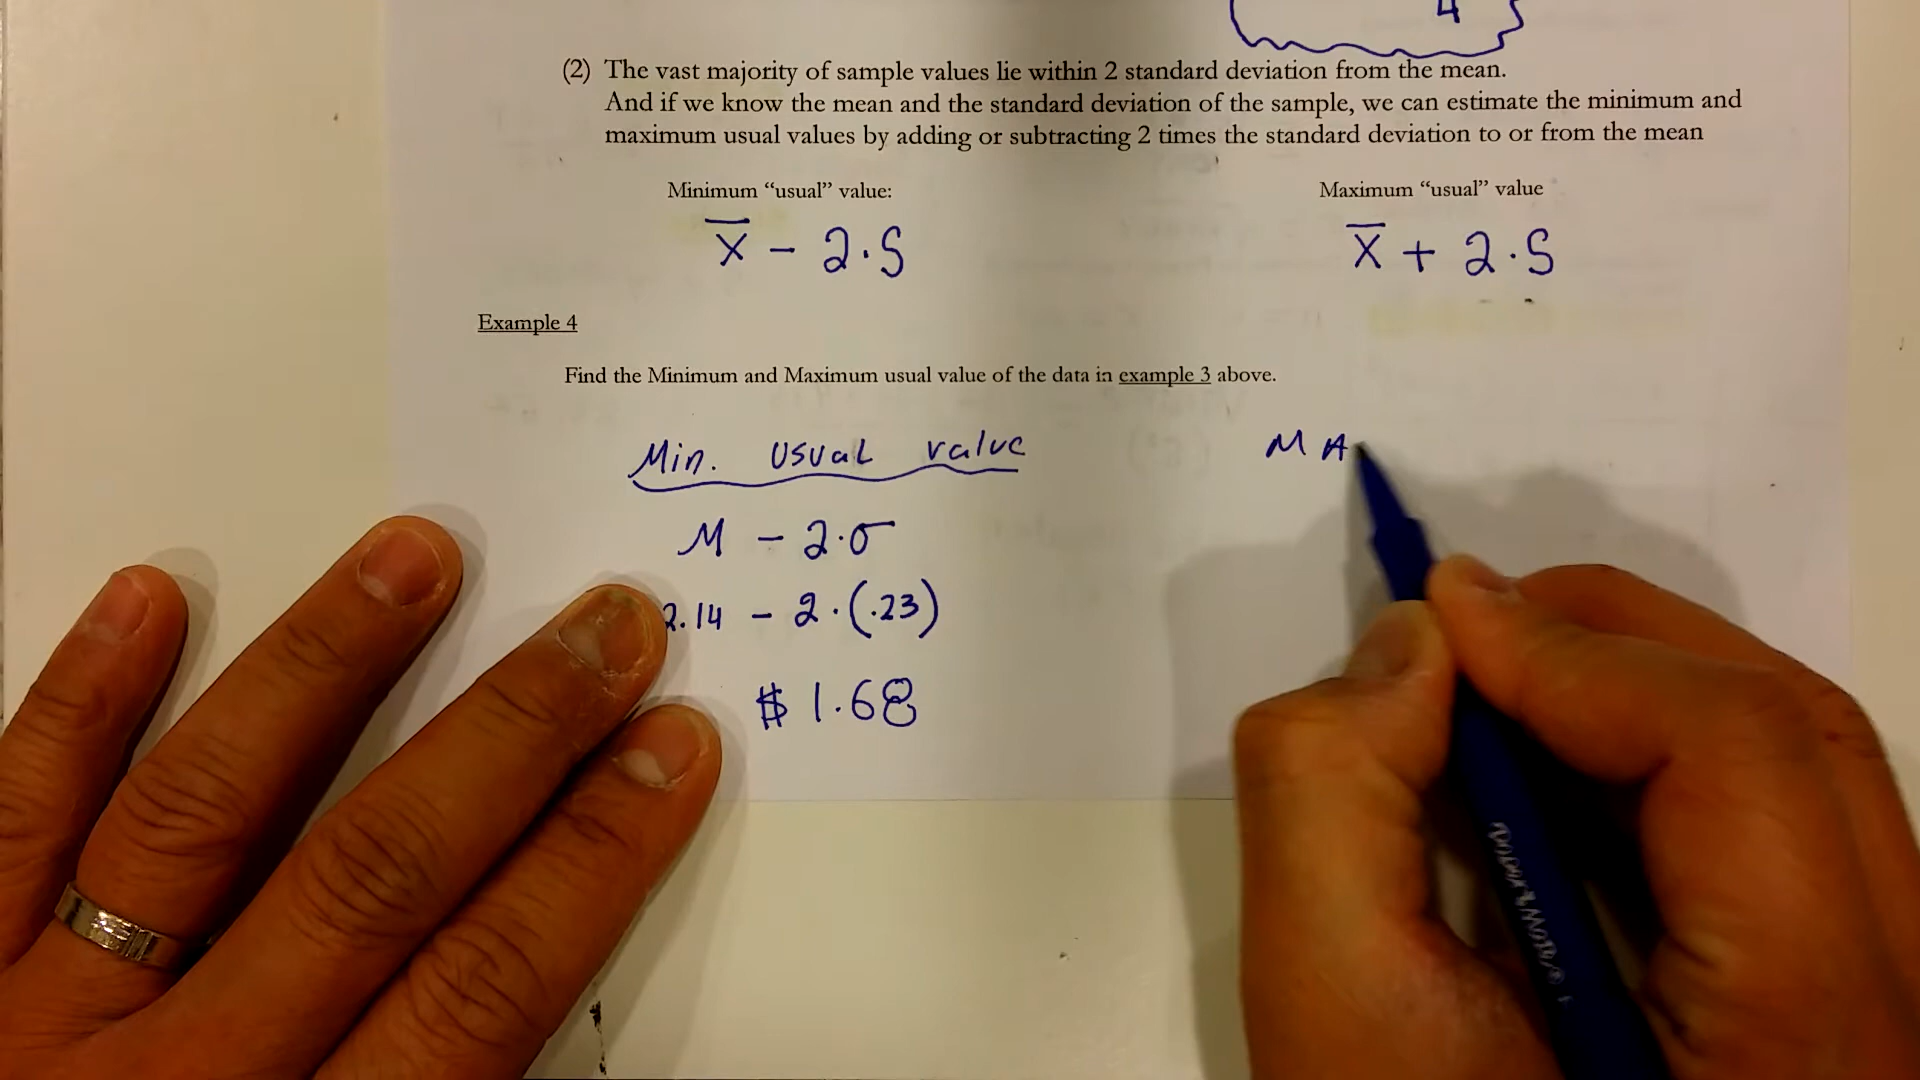 4
(2) The vast majority of sample values lie within 2 standard deviation from the mean.
And if we know the mean and the standard deviation of the sample, we can estimate the minimum and
maximum usual values by adding or subtracting 2 times the standard deviation to or from the mean
Minimum “usual” value:
Maximum “usual” value
x̄ - 2·S
x̄ + 2·S
Example 4
Find the Minimum and Maximum usual value of the data in example 3 above.
Min. usual value
MA
M - 2·σ
2.14 - 2·(.23)
$ 1.68
PaperMate